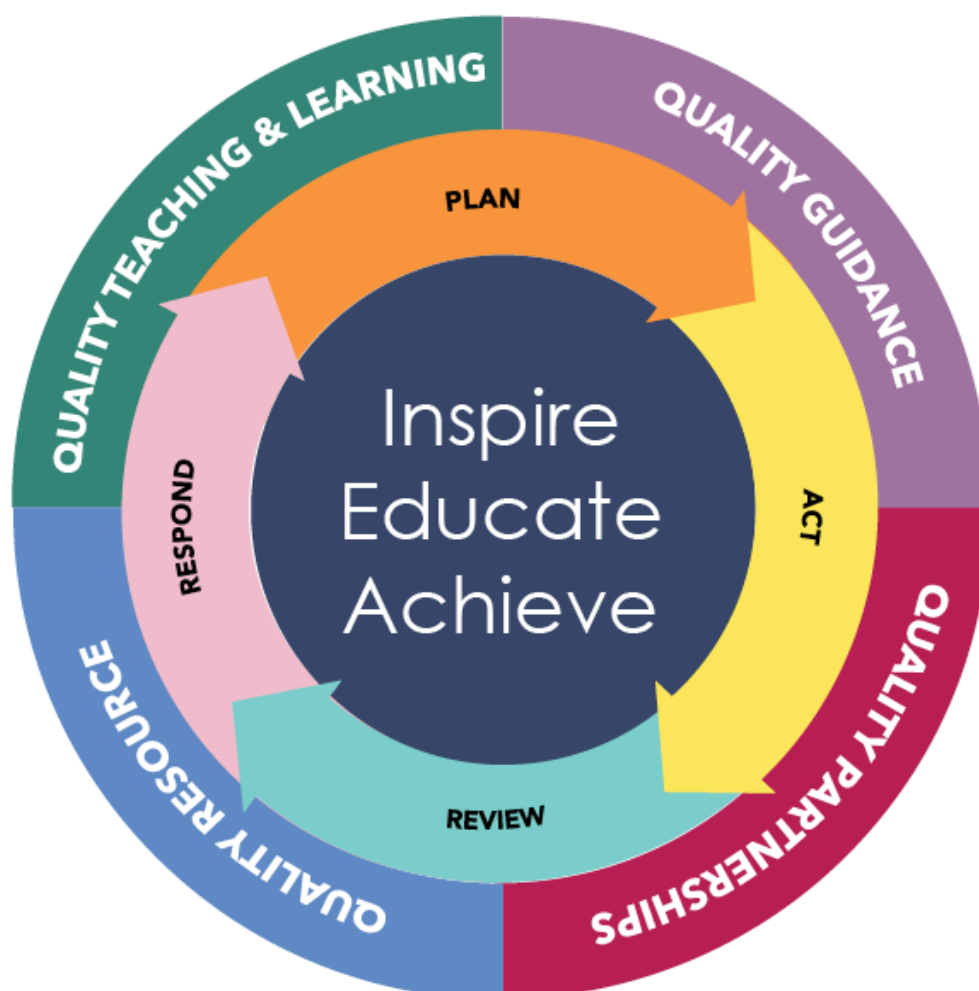 QUALITY TEACHING & LEARNING
QUALITY GUIDANCE
PLAN
Inspire
Educate
Achieve
ACT
RESPOND
REVIEW
QUALITY RESOURCE
QUALITY PARTNERSHIPS